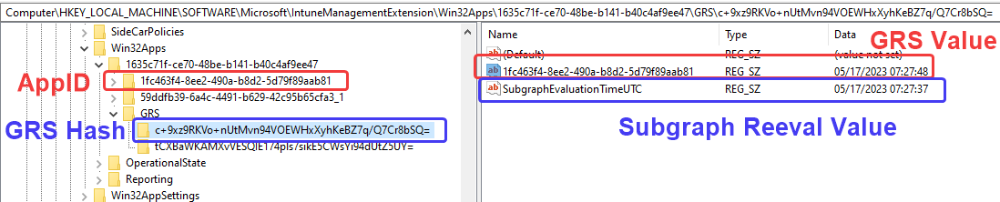 Computer\HKEY_LOCAL_MACHINE\SOFTWARE\Microsoft\IntuneManagementExtension\Win32Apps\1635c71f-ce70-48be-b141-b40c4af9ee47\GRS\c+9xz9RKVo+nUtMvn94VOEWHxXyhKeBZ7q/Q7Cr8bSQ=
SideCarPolicies
Win32Apps
1635c71f-ce70-48be-b141-b40c4af9ee47
AppID
1fc463f4-8ee2-490a-b8d2-5d79f89aab81
59ddfb39-6a4c-4491-b629-42c95b65cfa3_1
GRS
GRS Hash
c+9xz9RKVo+nUtMvn94VOEWHxXyhKeBZ7q/Q7Cr8bSQ=
tCXBaWKAMXvVESQIE174pIs7sikE5CWsYi94dUtZ5UY=
OperationalState
Reporting
Win32AppSettings
Name Type Data
GRS Value
(Default) REG_SZ (value not set)
1fc463f4-8ee2-490a-b8d2-5d79f89aab81 REG_SZ 05/17/2023 07:27:48
SubgraphEvaluationTimeUTC REG_SZ 05/17/2023 07:27:37
Subgraph Reeval Value